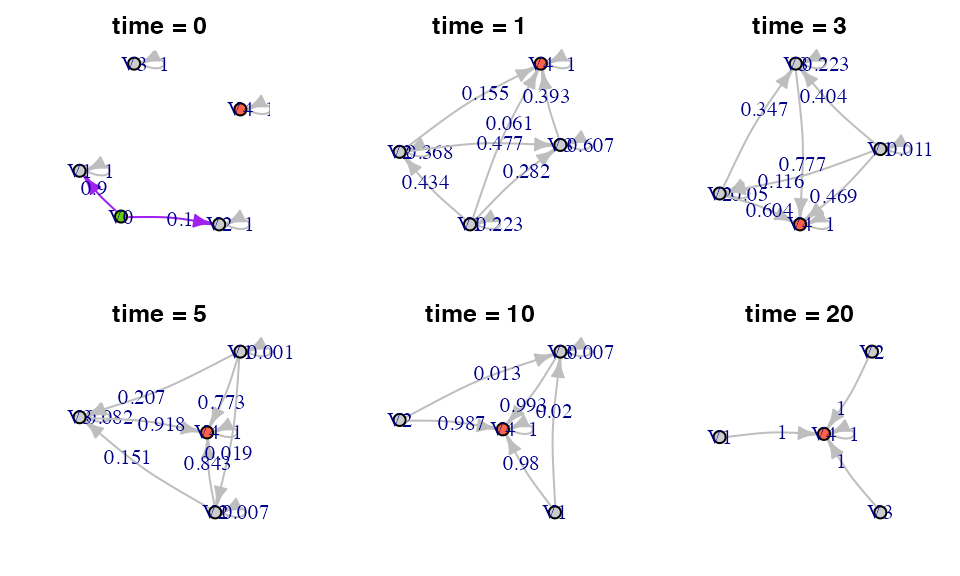 time = 0
time = 1
time = 3
V3 1
V4 1
V1 1
0.9
V0
0.1
V2 1
V4 1
0.155
0.393
0.061
V2 0.368
0.477
V3 0.607
0.282
0.434
V1 0.223
V3 0.223
0.404
0.347
V1 0.011
0.777
0.116
V2 0.05
0.469
0.604
V4 1
time = 5
time = 10
time = 20
V1 0.001
0.207
0.773
V3 0.082
0.918
V4 1
0.019
0.151
0.843
V2 0.007
V3 0.007
0.013
0.993
0.02
V2
0.987
V4 1
0.98
V1
V2
1
V1
1
V4 1
1
V3